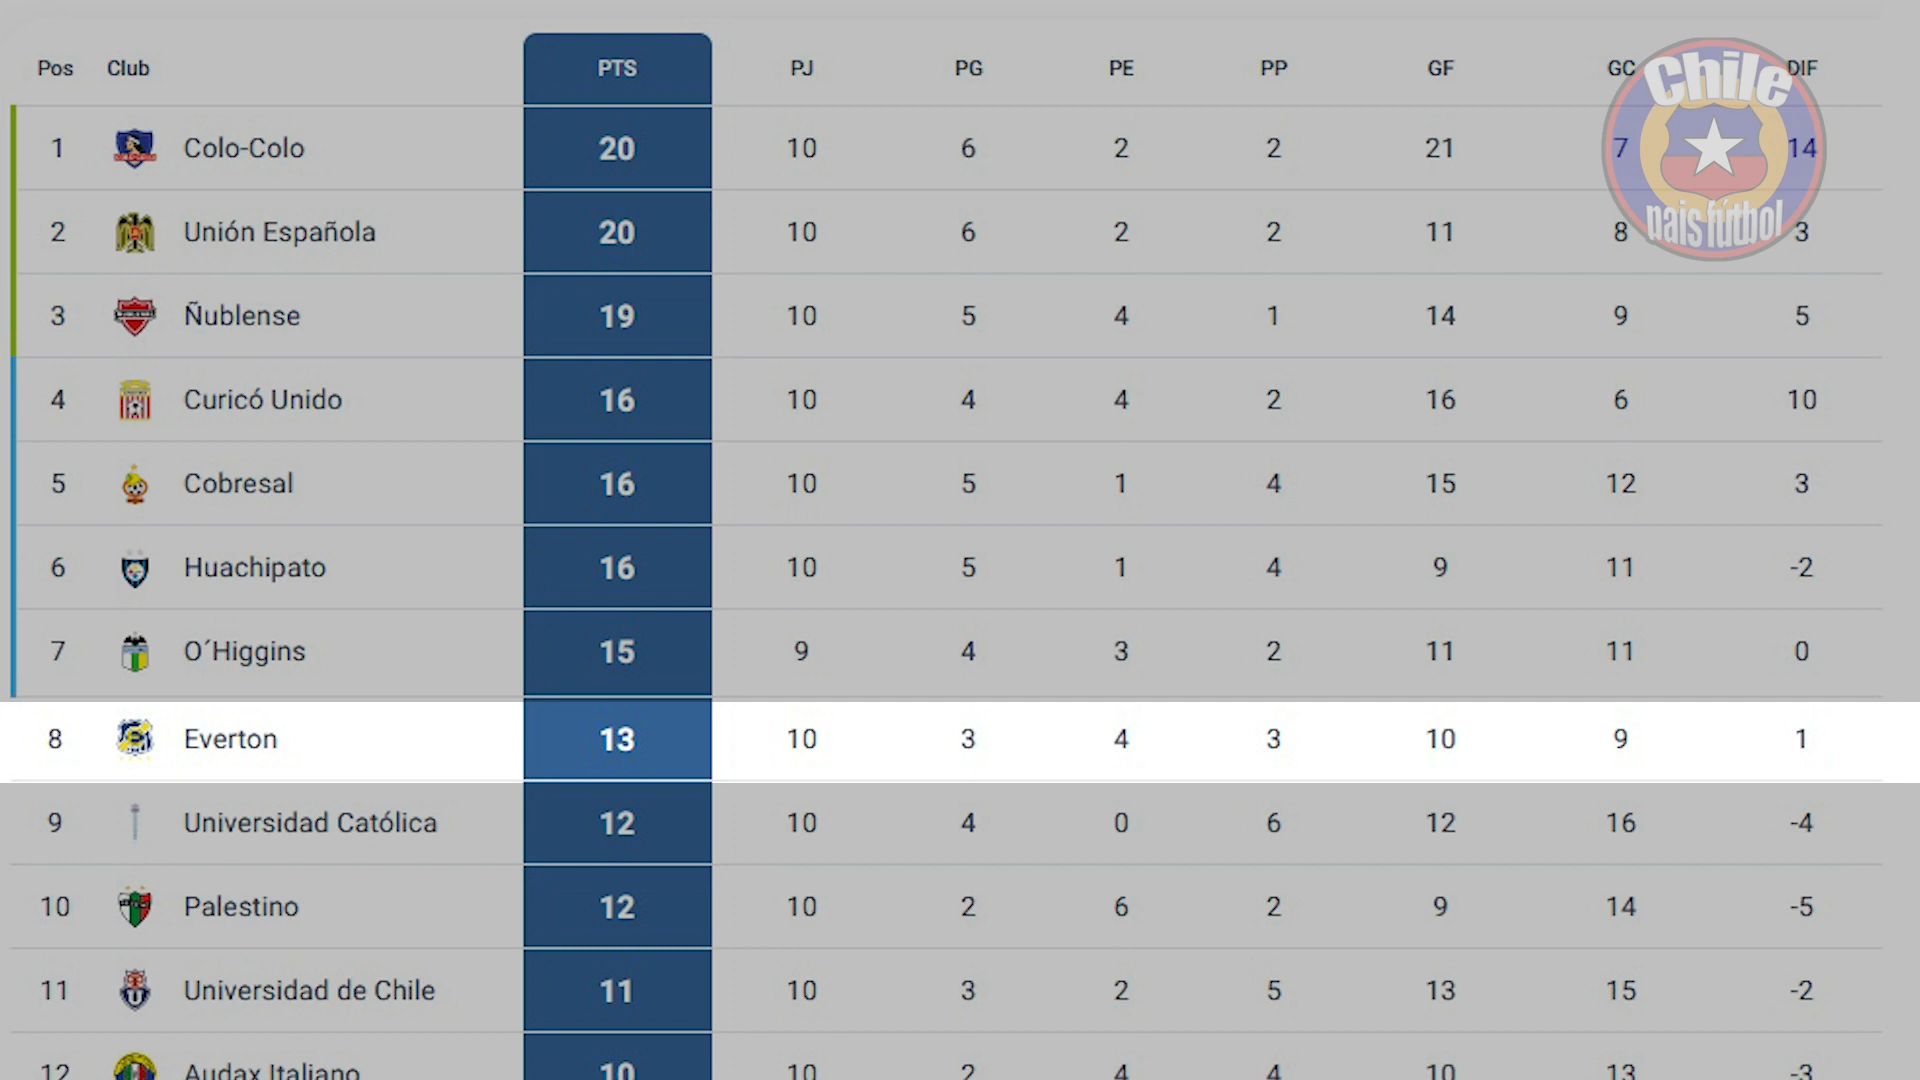 Pos Club PTS PJ PG PE PP GF GC DIF
1 Colo-Colo 20 10 6 2 2 21 7 14
2 Unión Española 20 10 6 2 2 11 8 3
3 Ñublense 19 10 5 4 1 14 9 5
4 Curicó Unido 16 10 4 4 2 16 6 10
5 Cobresal 16 10 5 1 4 15 12 3
6 Huachipato 16 10 5 1 4 9 11 -2
7 O´Higgins 15 9 4 3 2 11 11 0
8 Everton 13 10 3 4 3 10 9 1
9 Universidad Católica 12 10 4 0 6 12 16 -4
10 Palestino 12 10 2 6 2 9 14 -5
11 Universidad de Chile 11 10 3 2 5 13 15 -2
12 Audax Italiano 10 10 2 4 4 10 13 -3
Chile
pais fútbol